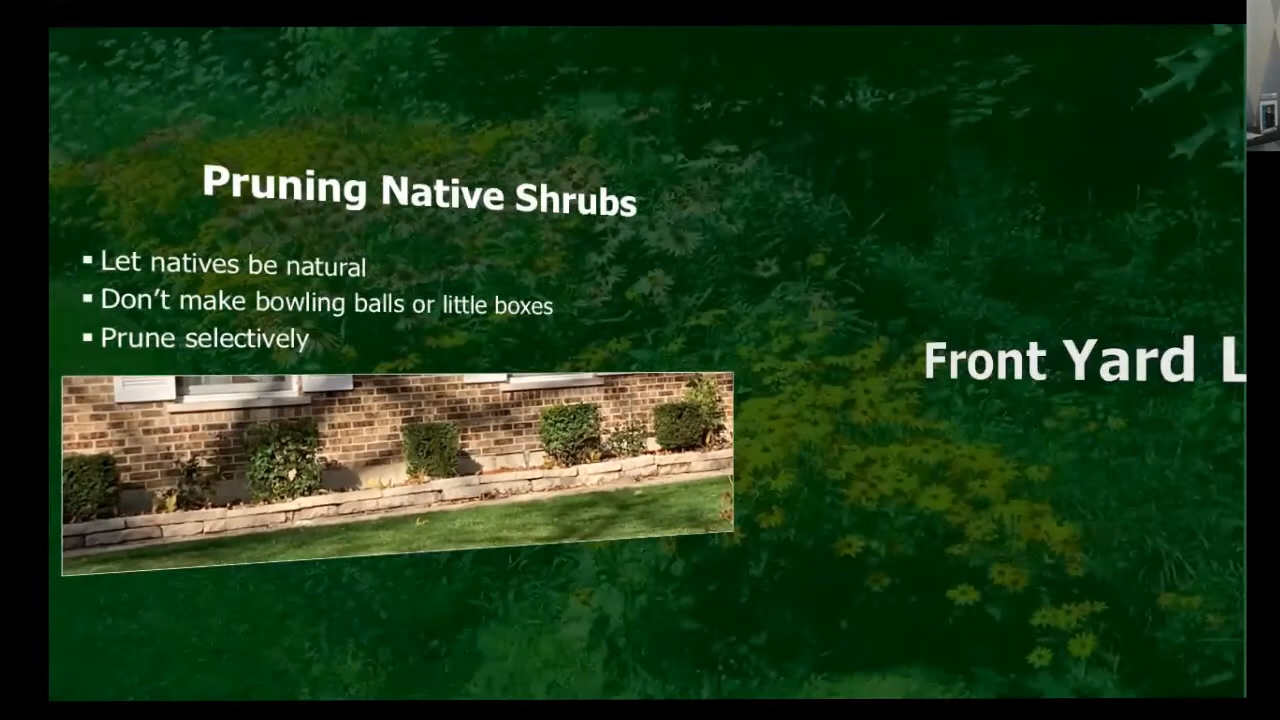 Pruning Native Shrubs
▪ Let natives be natural
▪ Don't make bowling balls or little boxes
▪ Prune selectively
Front Yard L